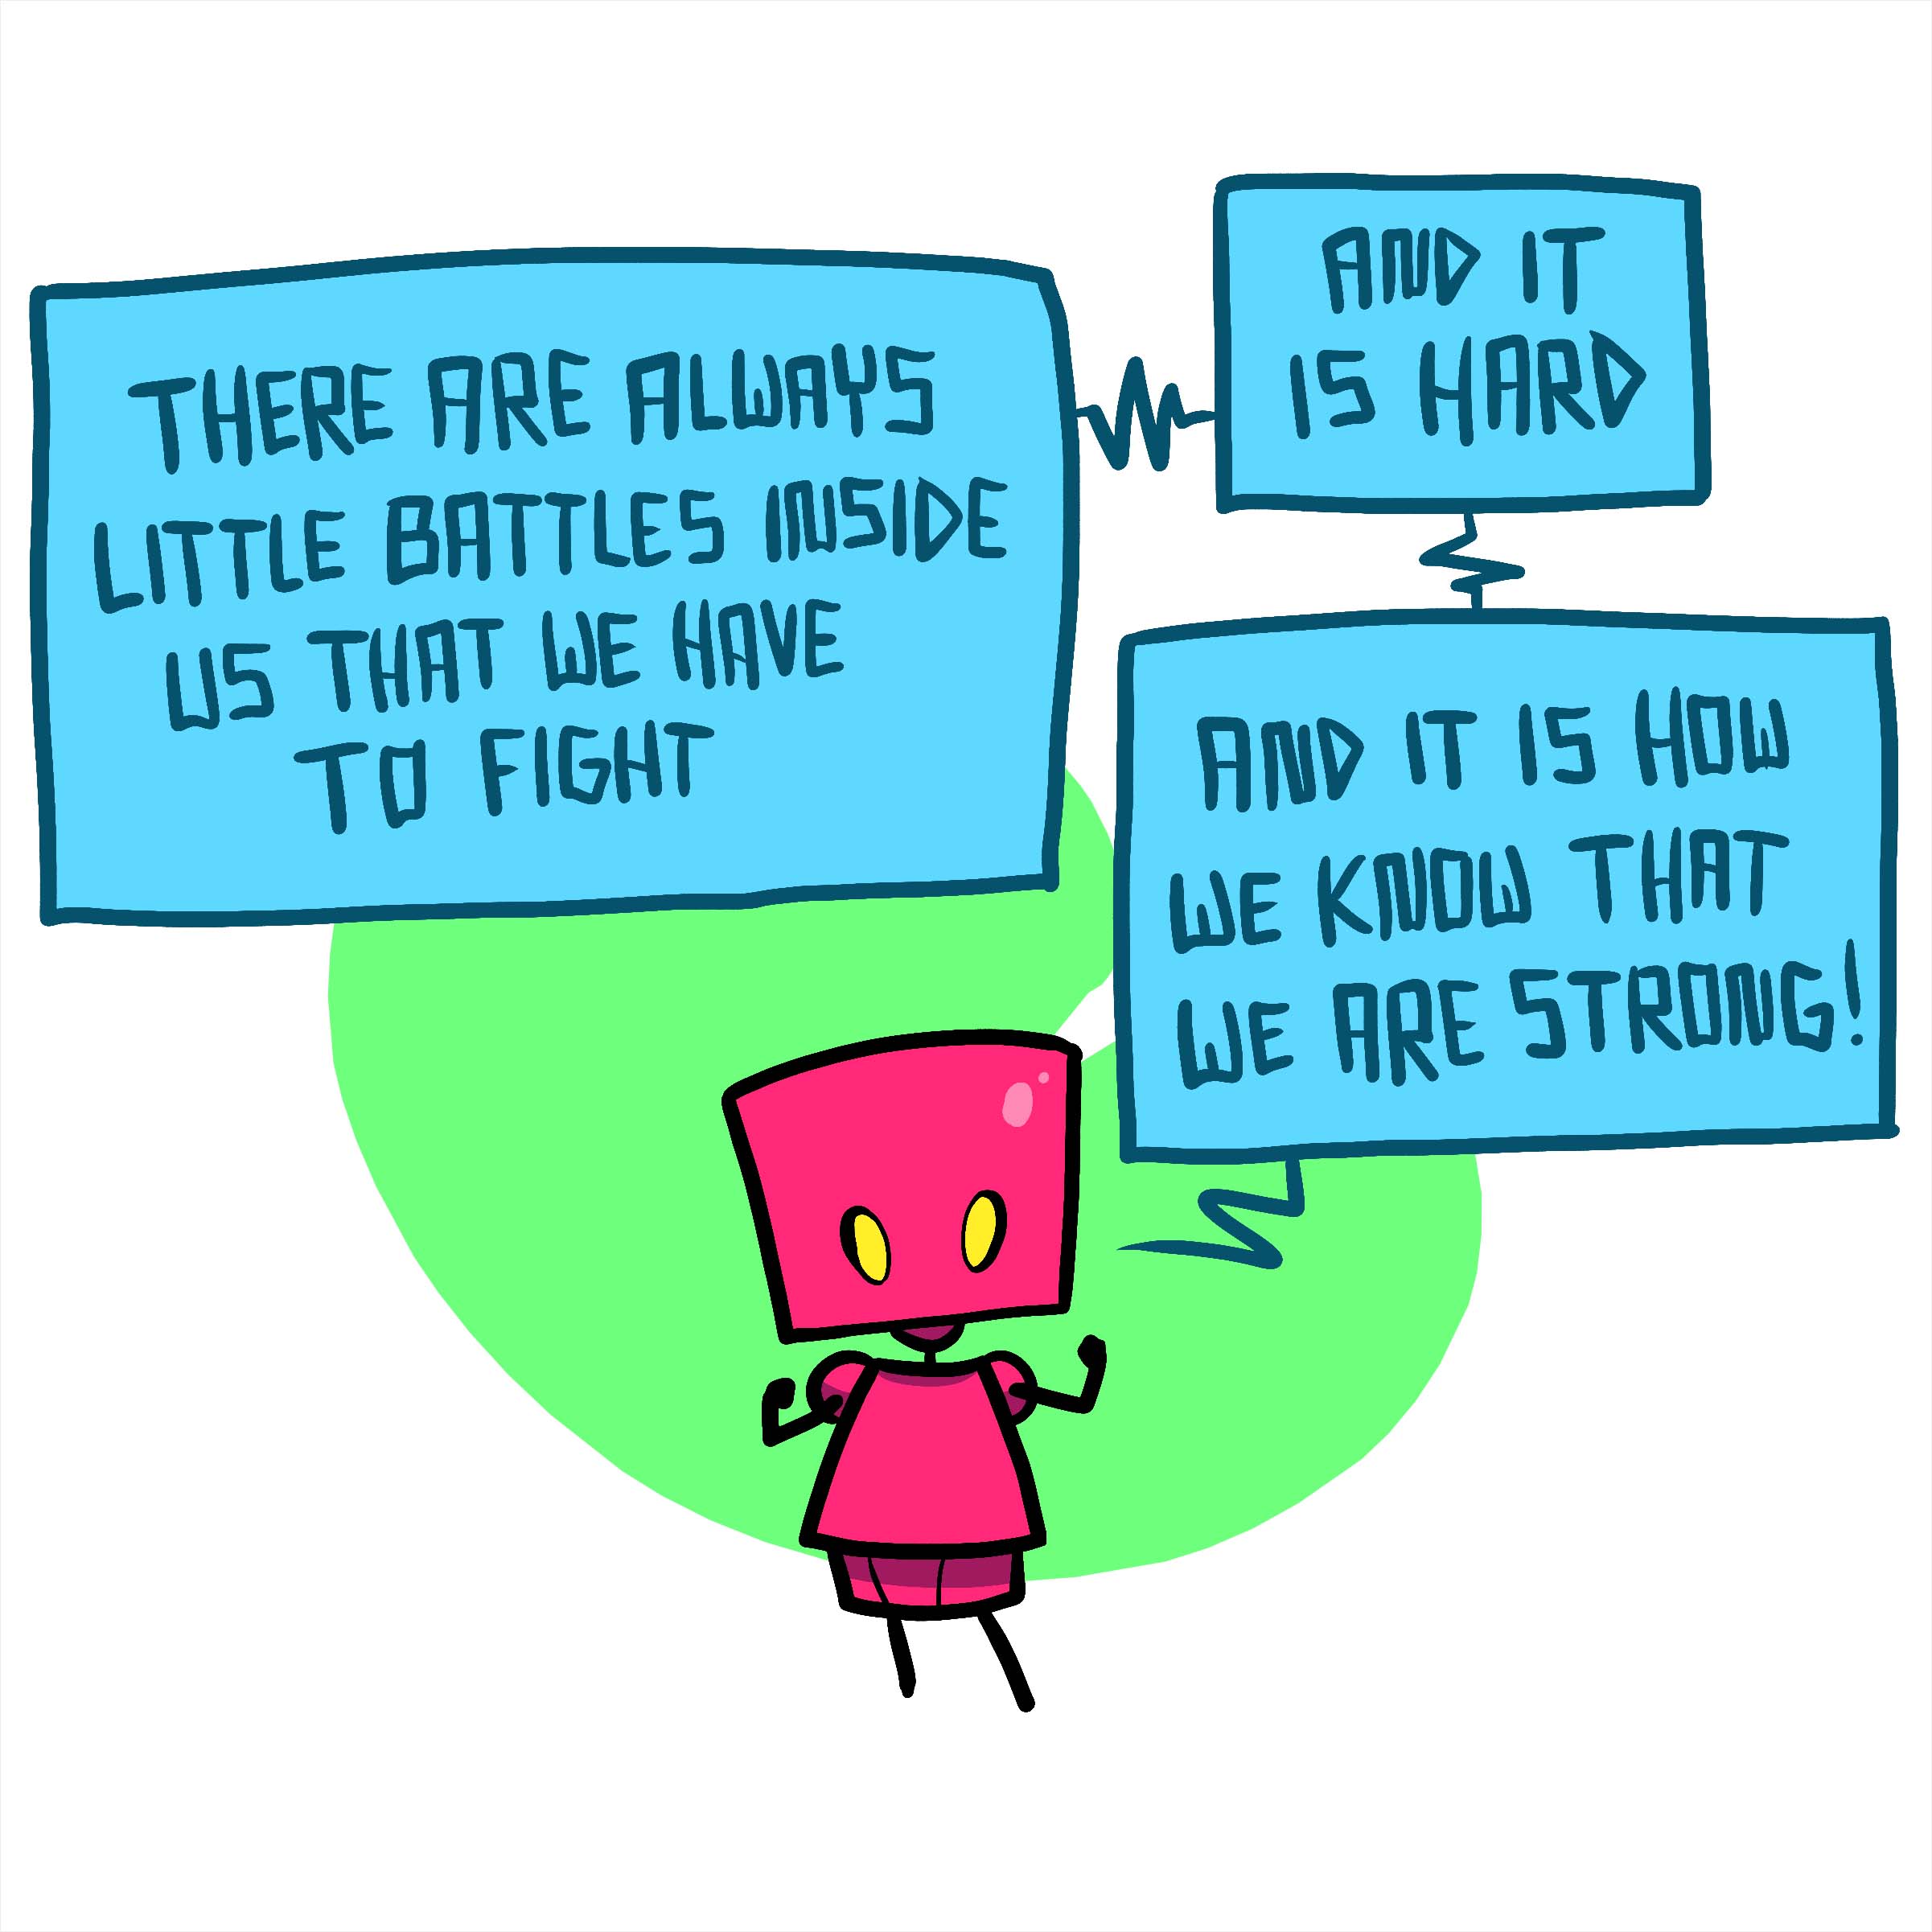 THERE ARE ALWAYS
LITTLE BATTLES INSIDE
US THAT WE HAVE
TO FIGHT
AND IT
IS HARD
AND IT IS HOW
WE KNOW THAT
WE ARE STRONG!